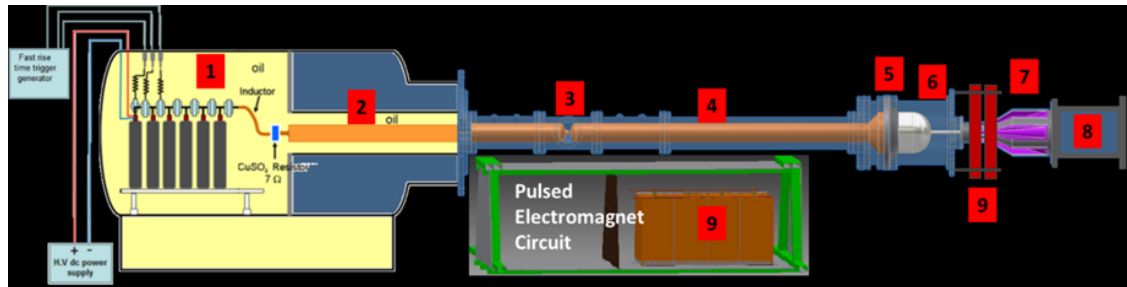 Fast rise
time trigger
generator
1
oil
Inductor
2
oil
CuSO₄ Resistor
7 Ω
H.V dc power
supply
+ −
3
4
5
6
7
8
9
Pulsed
Electromagnet
Circuit
9